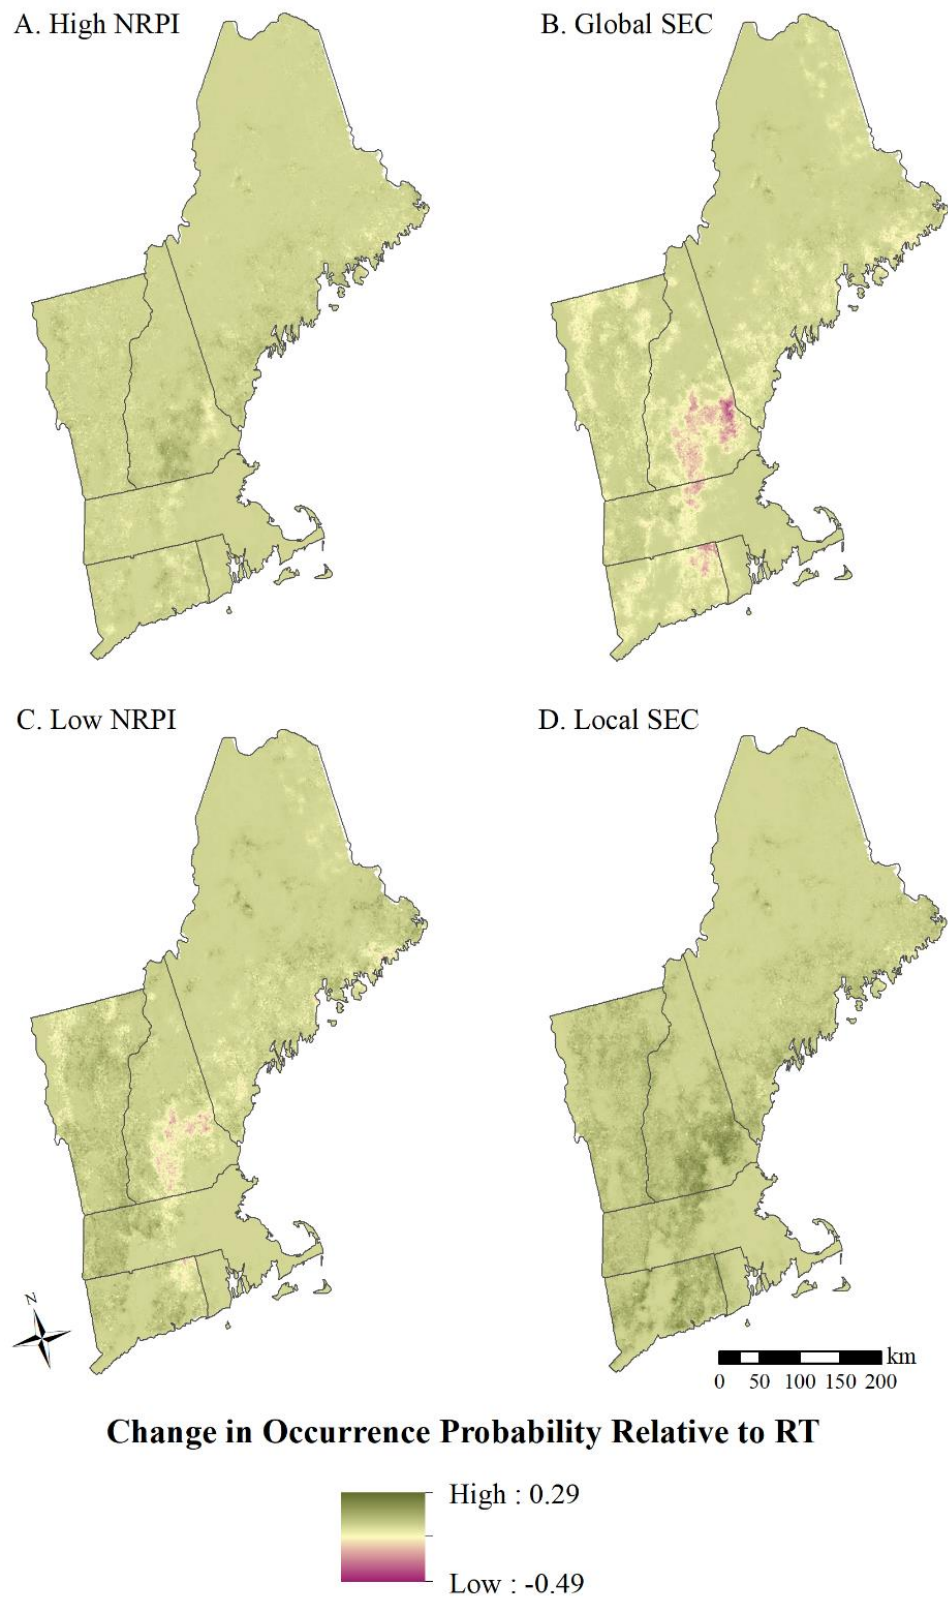 A. High NRPI
B. Global SEC
C. Low NRPI
D. Local SEC
N
km
0 50 100 150 200
Change in Occurrence Probability Relative to RT
High : 0.29
Low : -0.49